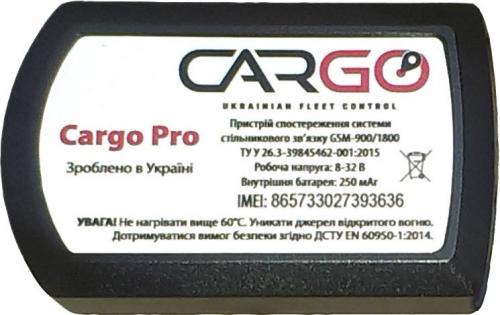 CARGO
UKRAINIAN FLEET CONTROL
Cargo Pro
Зроблено в Україні
Пристрій спостереження системи
стільникового зв'язку GSM-900/1800
ТУ У 26.3-39845462-001:2015
Робоча напруга: 8-32 В
Внутрішня батарея: 250 мАг
IMEI: 865733027393636
УВАГА! Не нагрівати вище 60°С. Уникати джерел відкритого вогню.
Дотримуватися вимог безпеки згідно ДСТУ EN 60950-1:2014.